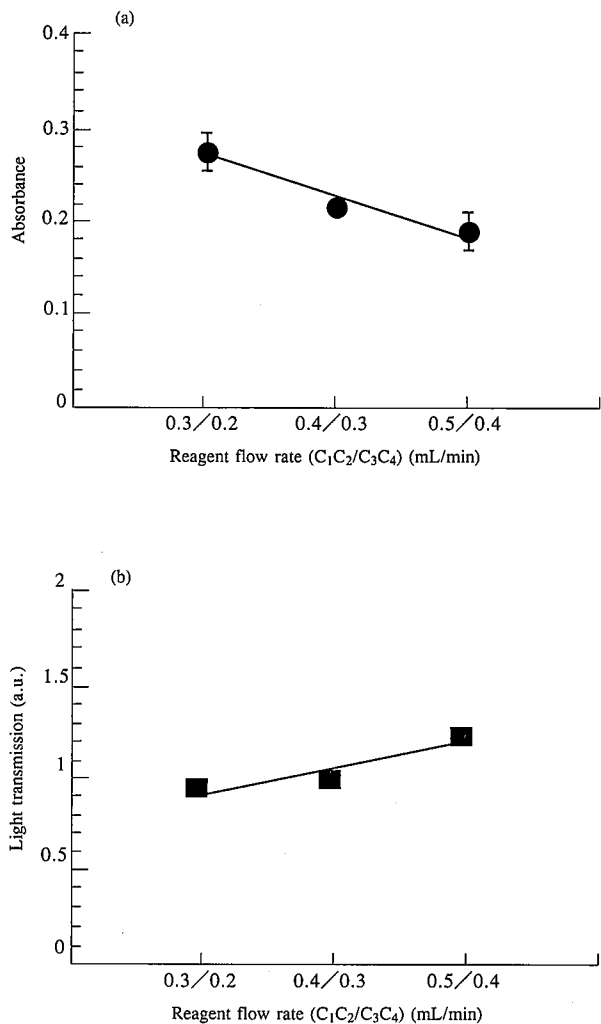 (a)
0.4
0.3
0.2
0.1
0
Absorbance
0.3/0.2 0.4/0.3 0.5/0.4
Reagent flow rate (C₁C₂/C₃C₄) (mL/min)
(b)
2
1.5
1
0.5
0
Light transmission (a.u.)
0.3/0.2 0.4/0.3 0.5/0.4
Reagent flow rate (C₁C₂/C₃C₄) (mL/min)